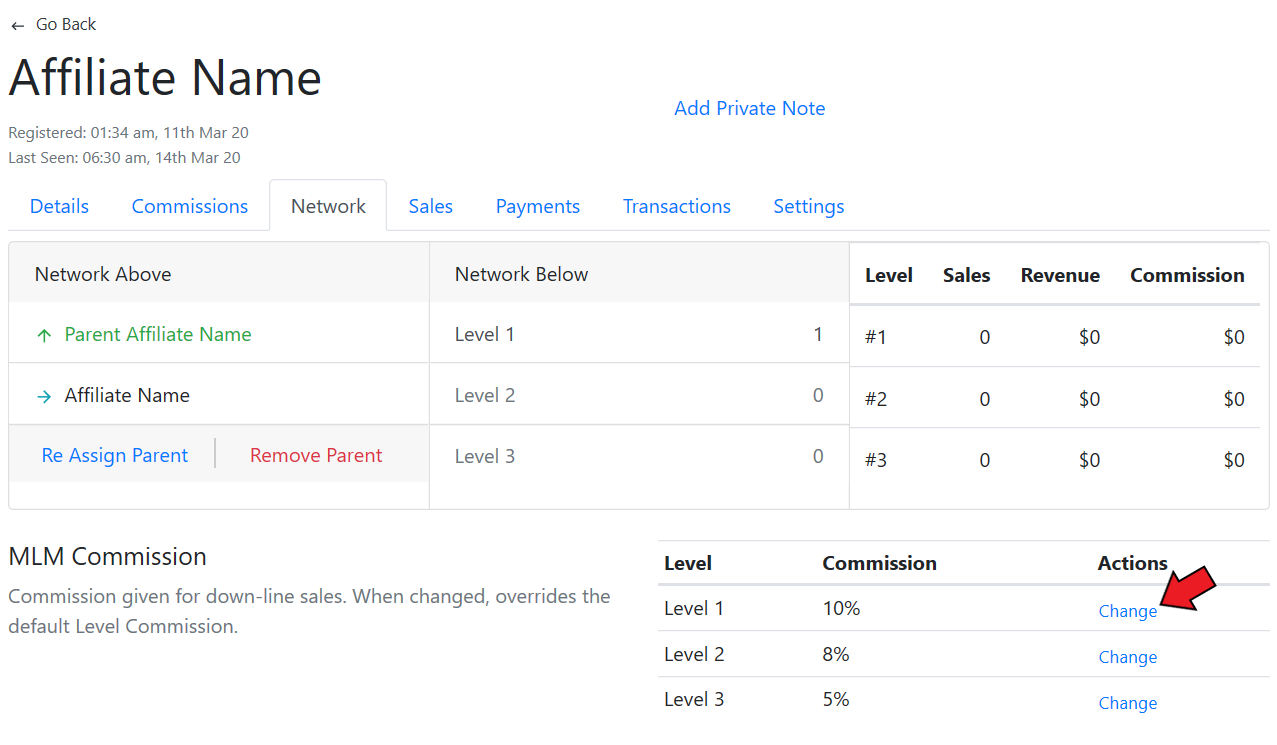 ← Go Back
Affiliate Name
Add Private Note
Registered: 01:34 am, 11th Mar 20
Last Seen: 06:30 am, 14th Mar 20
Details Commissions Network Sales Payments Transactions Settings
Network Above
↑ Parent Affiliate Name
→ Affiliate Name
Re Assign Parent Remove Parent
Network Below
Level 1 1
Level 2 0
Level 3 0
Level Sales Revenue Commission
#1 0 $0 $0
#2 0 $0 $0
#3 0 $0 $0
MLM Commission
Commission given for down-line sales. When changed, overrides the
default Level Commission.
Level Commission Actions
Level 1 10% Change
Level 2 8% Change
Level 3 5% Change